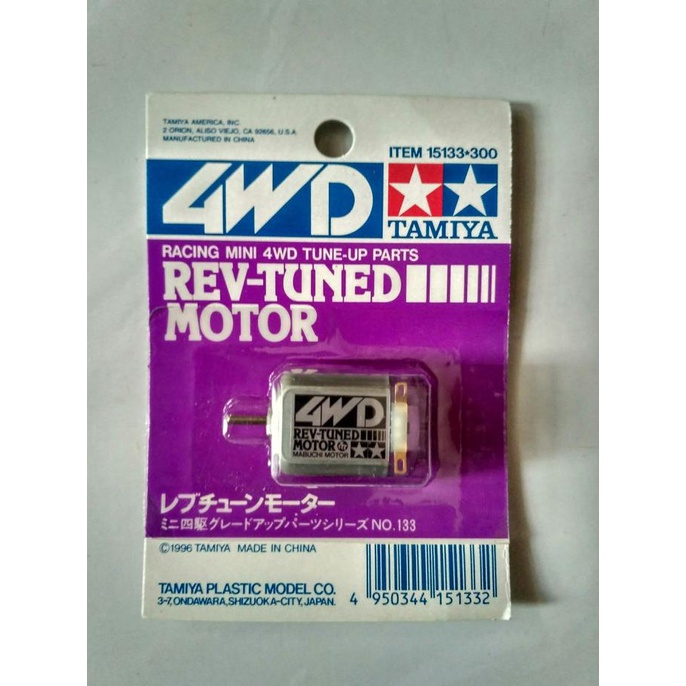 TAMIYA AMERICA, INC.
2 ORION, ALISO VIEJO, CA 92656, U.S.A
MANUFACTURED IN CHINA
ITEM 15133•300
4WD
TAMIYA
RACING MINI 4WD TUNE-UP PARTS
REV-TUNED
MOTOR
4WD
REV-TUNED
MOTOR
MABUCHI MOTOR
レブチューンモーター
ミニ四駆グレードアップパーツシリーズ NO.133
©1996 TAMIYA MADE IN CHINA
TAMIYA PLASTIC MODEL CO.
3-7, ONDAWARA, SHIZUOKA-CITY, JAPAN.
4 950344 151332